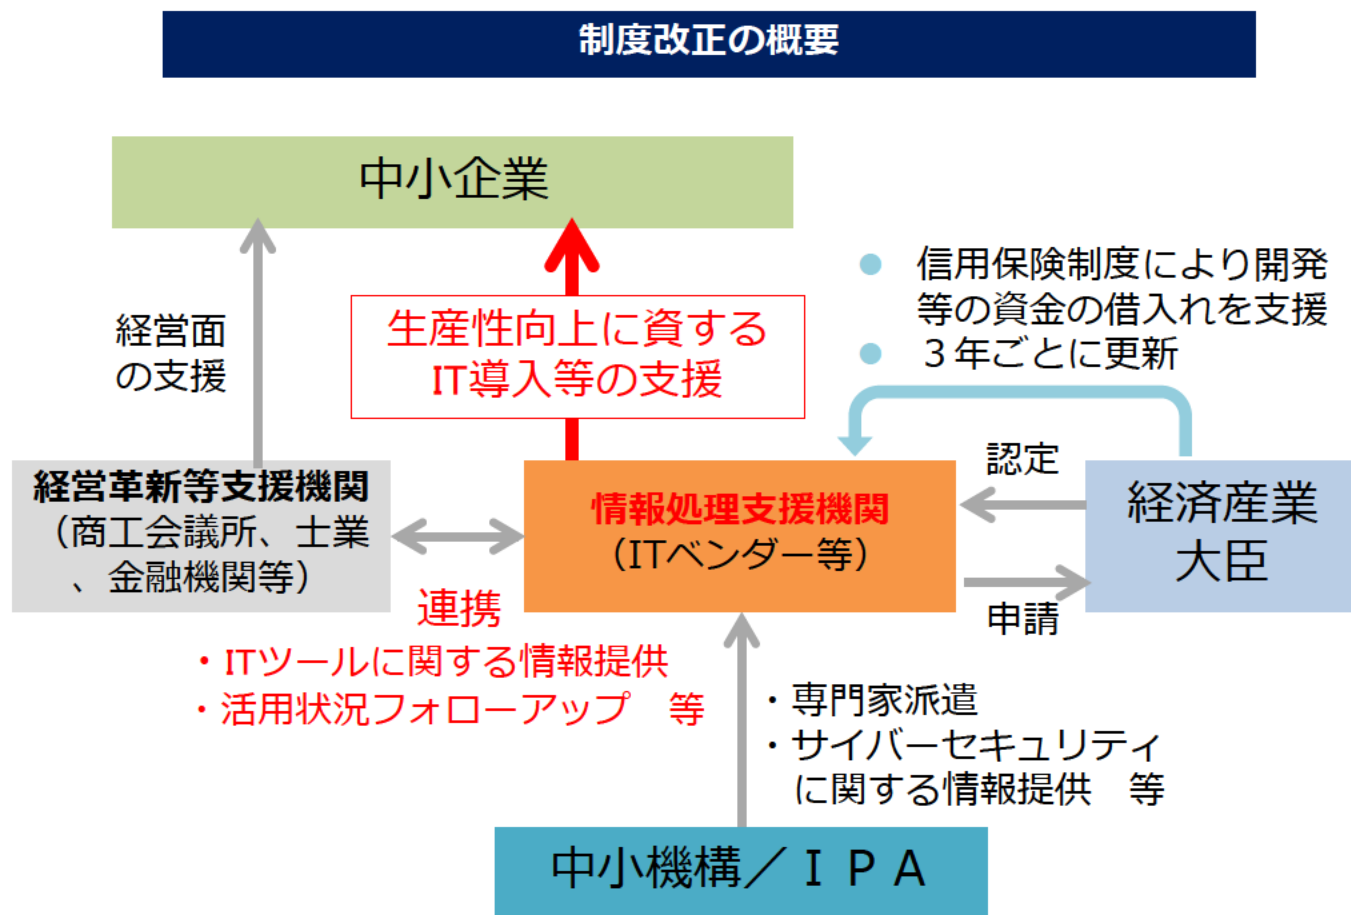 制度改正の概要
中小企業
経営面
の支援
生産性向上に資する
IT導入等の支援
● 信用保険制度により開発
等の資金の借入れを支援
● ３年ごとに更新
経営革新等支援機関
（商工会議所、士業
、金融機関等）
連携
・ITツールに関する情報提供
・活用状況フォローアップ　等
情報処理支援機関
（ITベンダー等）
認定
申請
経済産業
大臣
・専門家派遣
・サイバーセキュリティ
に関する情報提供　等
中小機構／ＩＰＡ